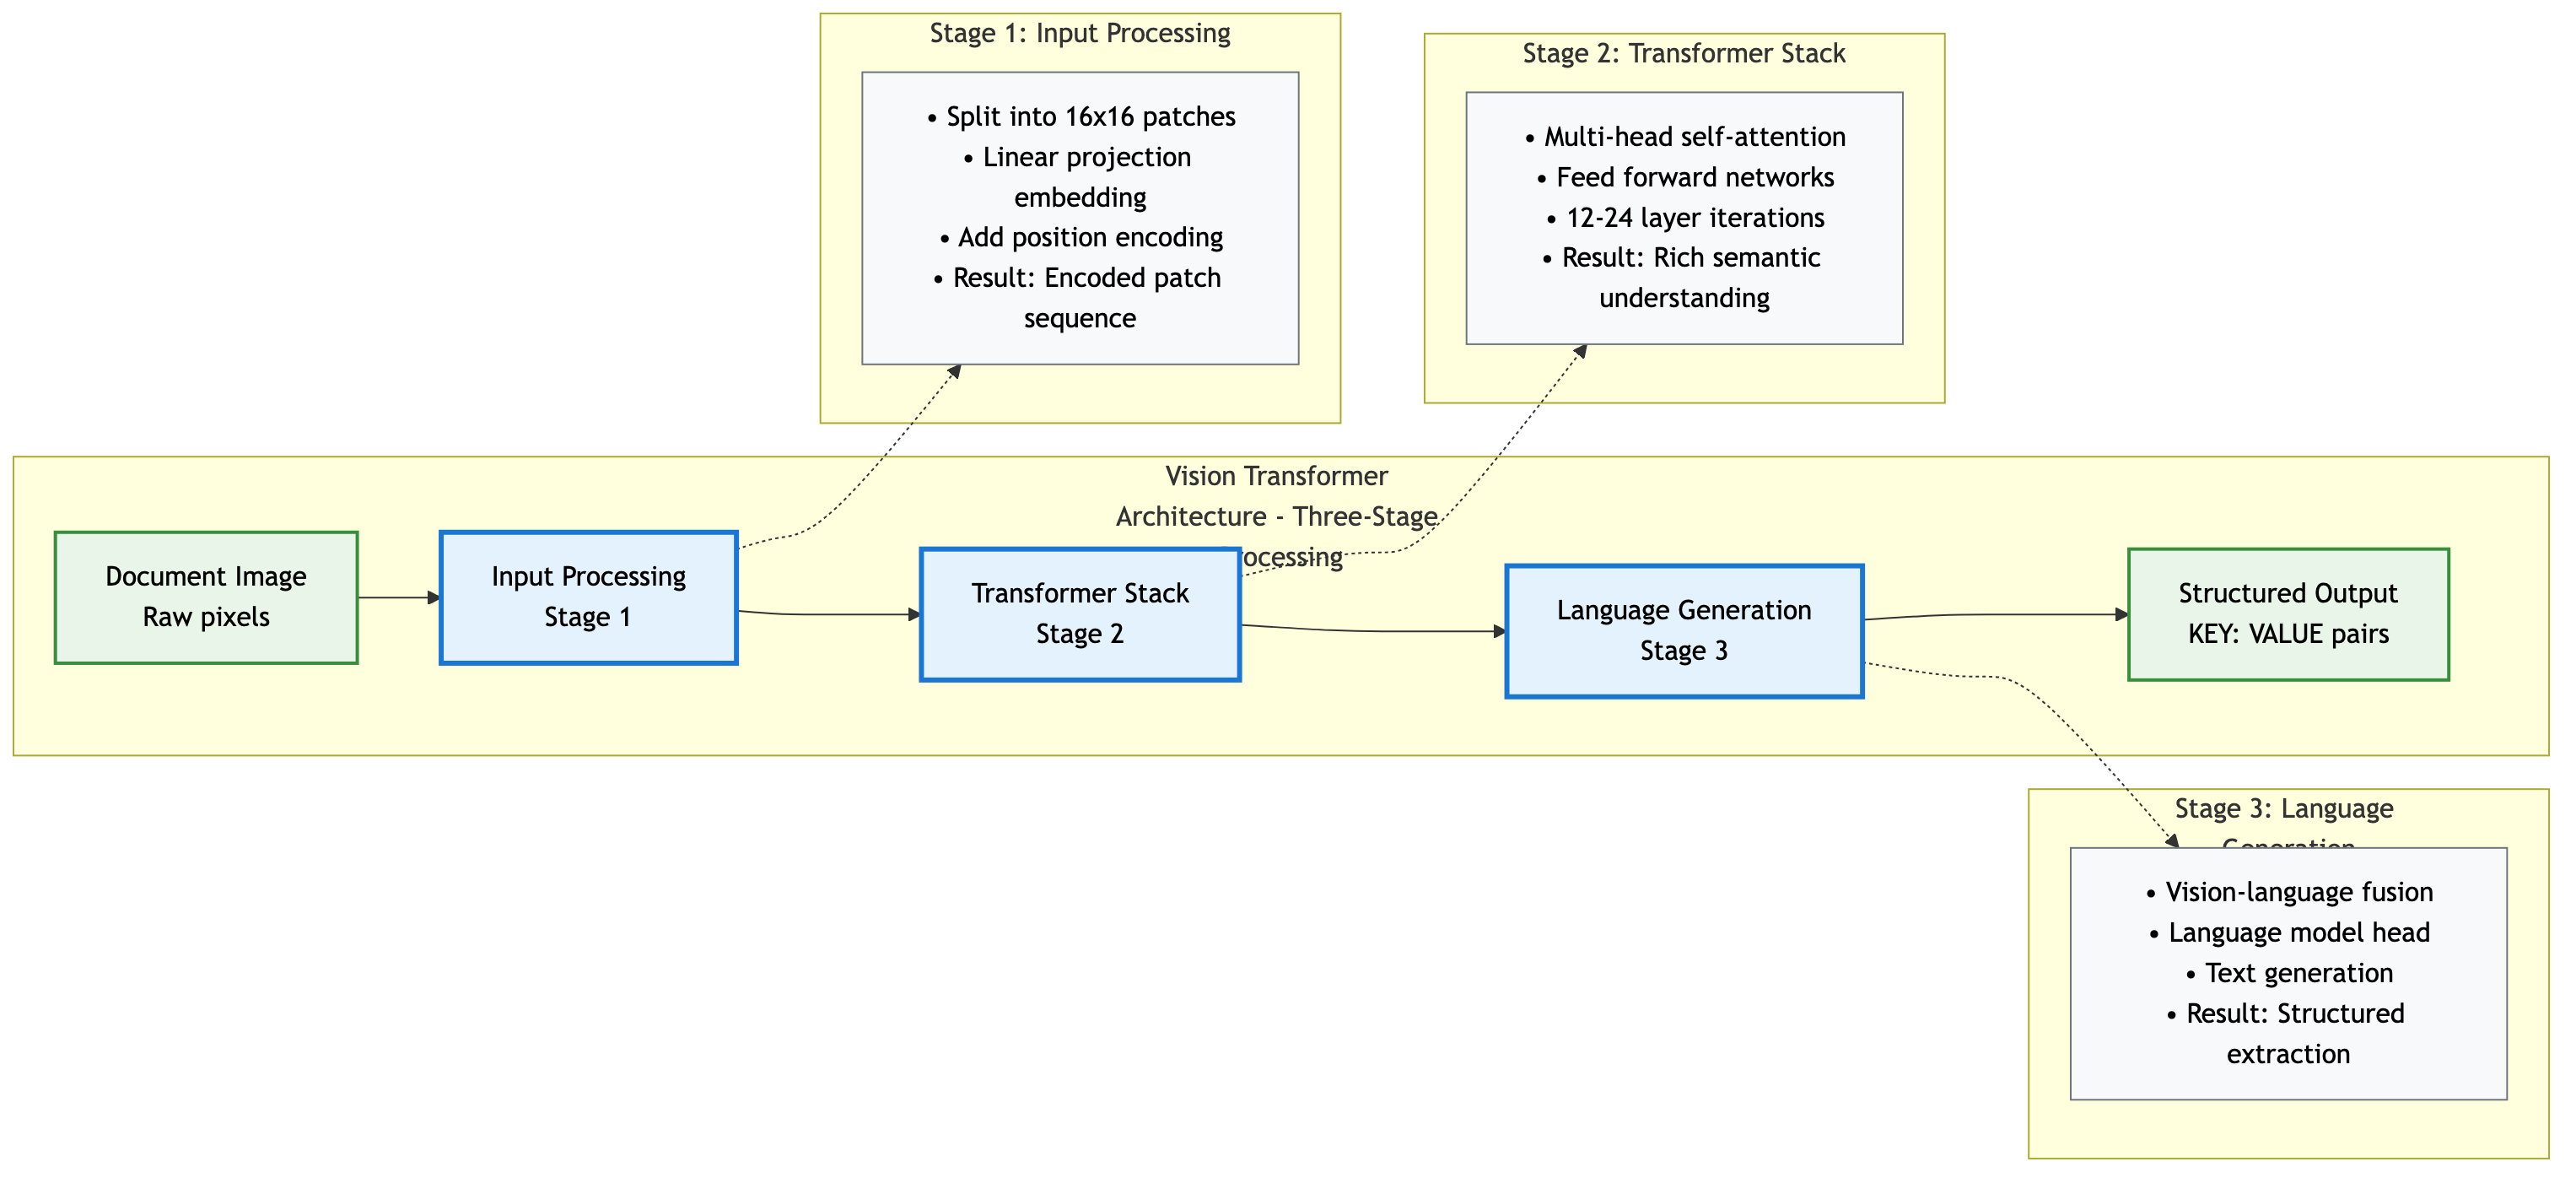 Stage 1: Input Processing
• Split into 16x16 patches
• Linear projection
embedding
• Add position encoding
• Result: Encoded patch
sequence
Stage 2: Transformer Stack
• Multi-head self-attention
• Feed forward networks
• 12-24 layer iterations
• Result: Rich semantic
understanding
Vision Transformer
Architecture - Three-Stage
Processing
Document Image
Raw pixels
Input Processing
Stage 1
Transformer Stack
Stage 2
Language Generation
Stage 3
Structured Output
KEY: VALUE pairs
Stage 3: Language
Generation
• Vision-language fusion
• Language model head
• Text generation
• Result: Structured
extraction